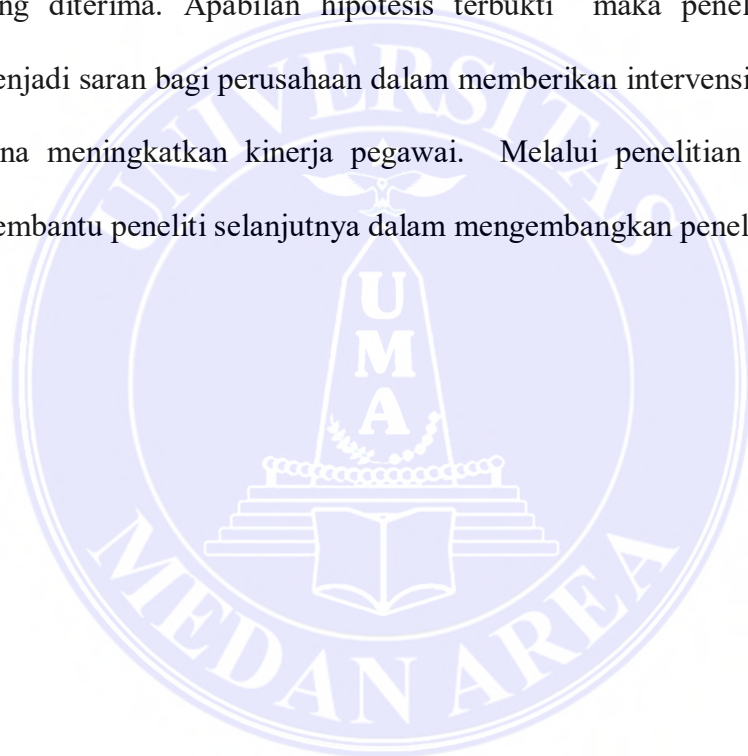 ng diterima. Apabilan hipotesis terbukti maka penel
enjadi saran bagi perusahaan dalam memberikan intervensi
na meningkatkan kinerja pegawai. Melalui penelitian
embantu peneliti selanjutnya dalam mengembangkan penel
UNIVERSITAS
U
M
A
MEDAN AREA